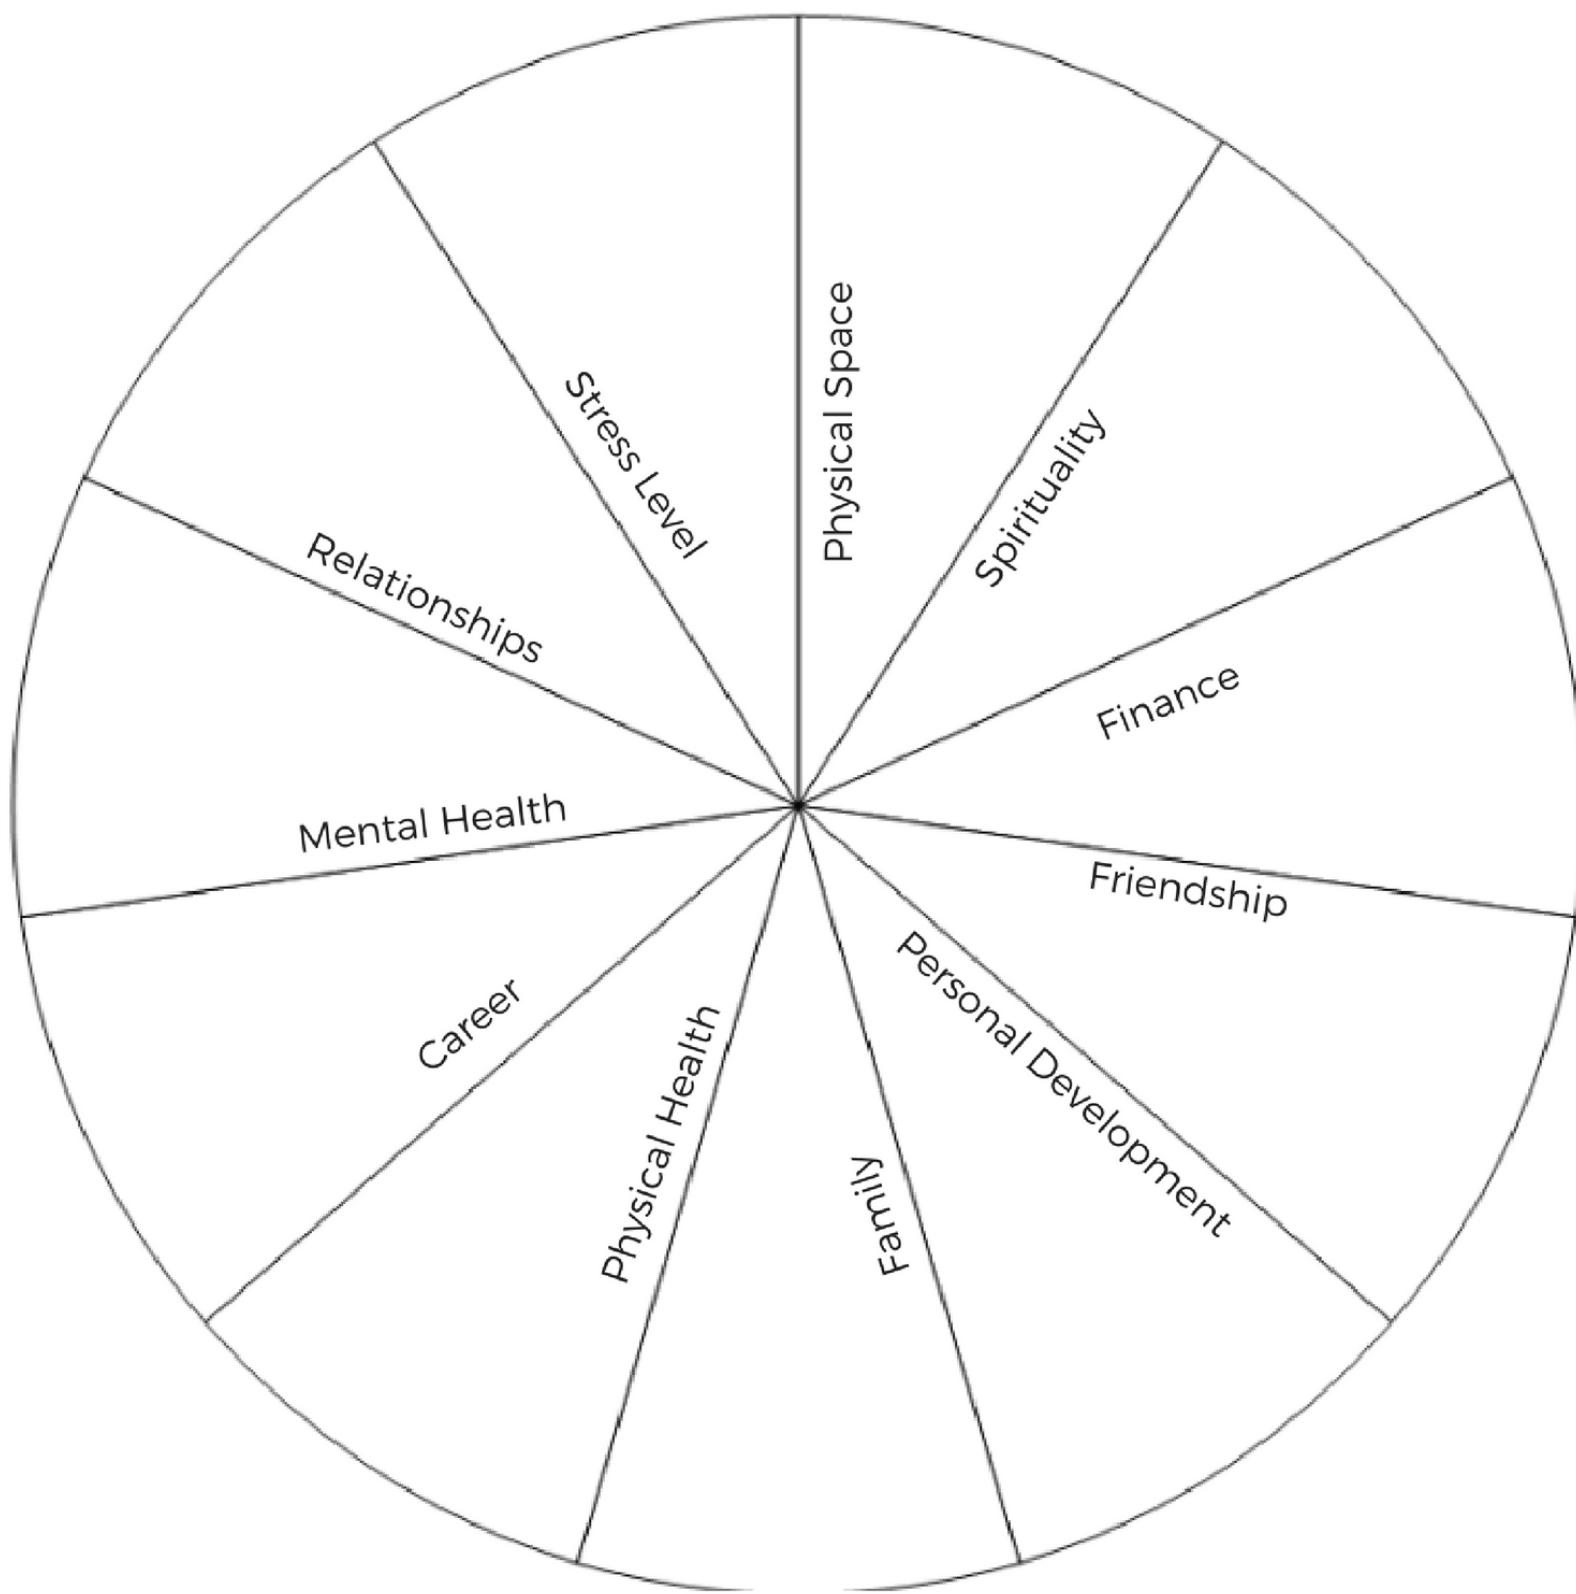 Physical Space
Spirituality
Finance
Friendship
Personal Development
Family
Physical Health
Career
Mental Health
Relationships
Stress Level